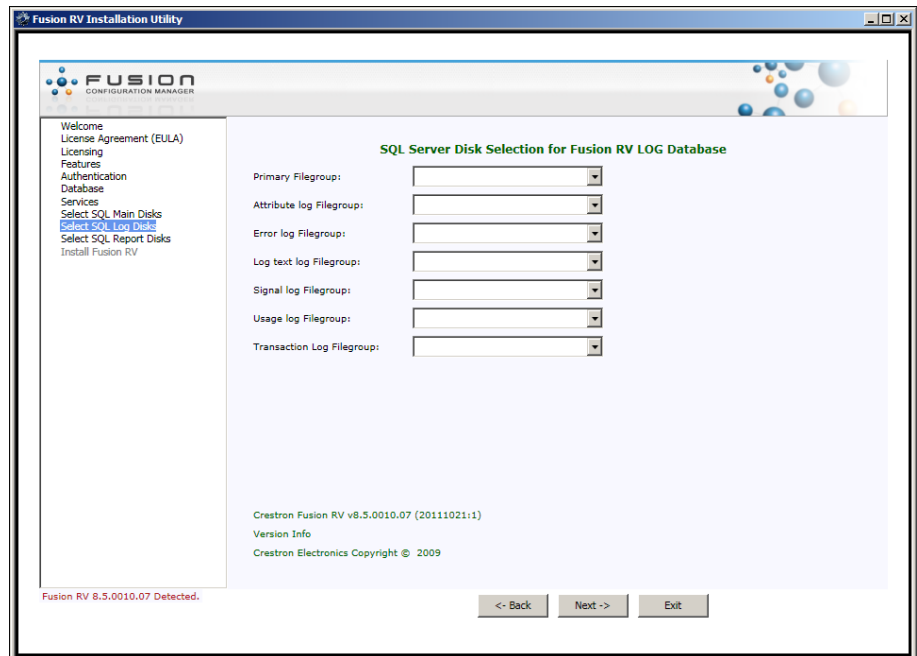 Fusion RV Installation Utility
FUSION
CONFIGURATION MANAGER
Welcome
License Agreement (EULA)
Licensing
Features
Authentication
Database
Services
Select SQL Main Disks
Select SQL Log Disks
Select SQL Report Disks
Install Fusion RV
SQL Server Disk Selection for Fusion RV LOG Database
Primary Filegroup:
Attribute log Filegroup:
Error log Filegroup:
Log text log Filegroup:
Signal log Filegroup:
Usage log Filegroup:
Transaction Log Filegroup:
Crestron Fusion RV v8.5.0010.07 (20111021:1)
Version Info
Crestron Electronics Copyright © 2009
Fusion RV 8.5.0010.07 Detected.
<- Back Next -> Exit